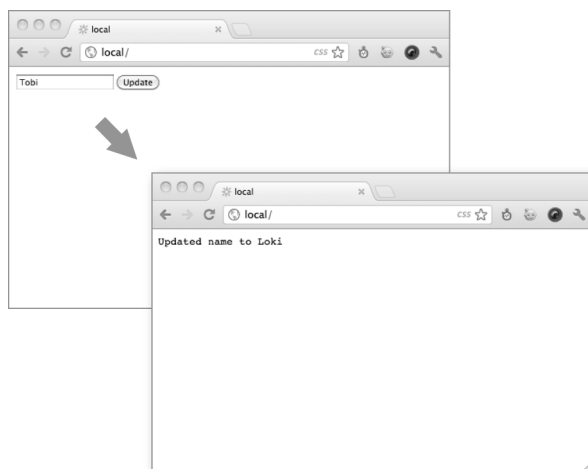 local
local/
css
Tobi
Update
local
local/
css
Updated name to Loki